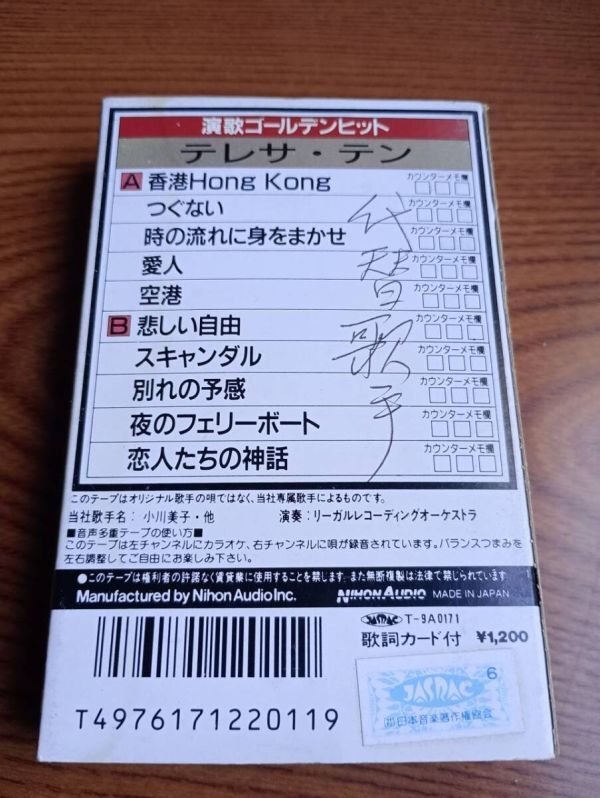 演歌ゴールデンヒット
テレサ・テン
A 香港Hong Kong カウンターメモ欄
つぐない カウンターメモ欄
時の流れに身をまかせ カウンターメモ欄
愛人 カウンターメモ欄
空港 カウンターメモ欄
B 悲しい自由 カウンターメモ欄
スキャンダル カウンターメモ欄
別れの予感 カウンターメモ欄
夜のフェリーボート カウンターメモ欄
恋人たちの神話 カウンターメモ欄
代替歌手
このテープはオリジナル歌手の唄ではなく、当社専属歌手によるものです。
当社歌手名：小川美子・他 演奏：リーガルレコーディングオーケストラ
■音声多重テープの使い方■
このテープは左チャンネルにカラオケ、右チャンネルに唄が録音されています。バランスつまみを
左右調整してご自由にお楽しみ下さい。
●このテープは権利者の許諾なく賃貸業に使用することを禁じます。また無断複製は法律で禁じられています
Manufactured by Nihon Audio Inc. NIHON AUDIO MADE IN JAPAN
JASRAC T-9A0171
歌詞カード付 ¥1,200
6
JASRAC
(社)日本音楽著作権協会
T4976171220119